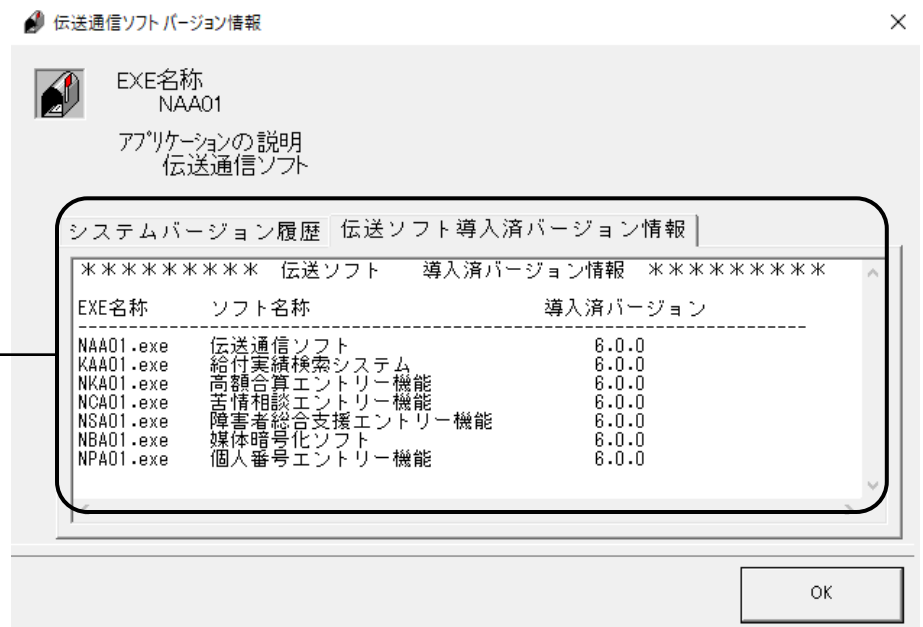 伝送通信ソフト バージョン情報
EXE名称
NAA01
アプリケーションの説明
伝送通信ソフト
システムバージョン履歴 伝送ソフト導入済バージョン情報
********* 伝送ソフト 導入済バージョン情報 *********
EXE名称 ソフト名称 導入済バージョン
--------------------------------------------------------------------------
NAA01.exe 伝送通信ソフト 6.0.0
KAA01.exe 給付実績検索システム 6.0.0
NKA01.exe 高額合算エントリー機能 6.0.0
NCA01.exe 苦情相談エントリー機能 6.0.0
NSA01.exe 障害者総合支援エントリー機能 6.0.0
NBA01.exe 媒体暗号化ソフト 6.0.0
NPA01.exe 個人番号エントリー機能 6.0.0
OK